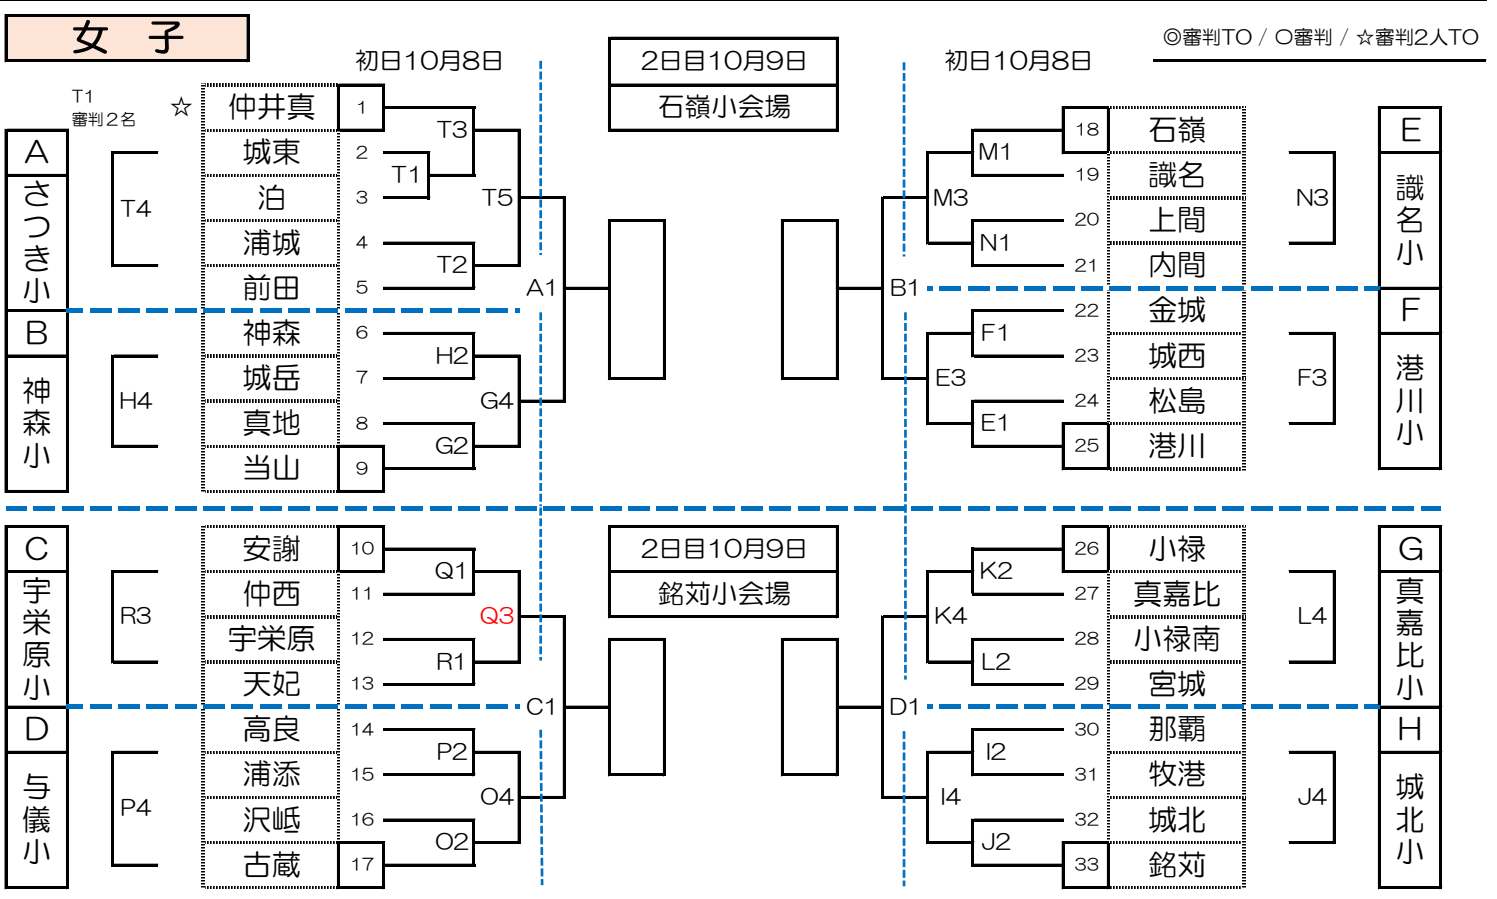 女 子
◎審判TO / O審判 / ☆審判2人TO
初日10月8日
2日目10月9日
石嶺小会場
初日10月8日
T1
審判2名
☆
A
さつき小
T4
仲井真 1
城東 2
泊 3
浦城 4
前田 5
T3
T1
T5
T2
A1
B
神森小
H4
神森 6
城岳 7
真地 8
当山 9
H2
G4
G2
18 石嶺
19 識名
20 上間
21 内間
M1
M3
N1
B1
N3
E
識名小
22 金城
23 城西
24 松島
25 港川
F1
E3
E1
F3
F
港川小
C
宇栄原小
R3
安謝 10
仲西 11
宇栄原 12
天妃 13
Q1
Q3
R1
C1
D
与儀小
P4
高良 14
浦添 15
沢岻 16
古蔵 17
P2
O4
O2
2日目10月9日
銘苅小会場
26 小禄
27 真嘉比
28 小禄南
29 宮城
K2
K4
L2
D1
L4
G
真嘉比小
30 那覇
31 牧港
32 城北
33 銘苅
I2
I4
J2
J4
H
城北小